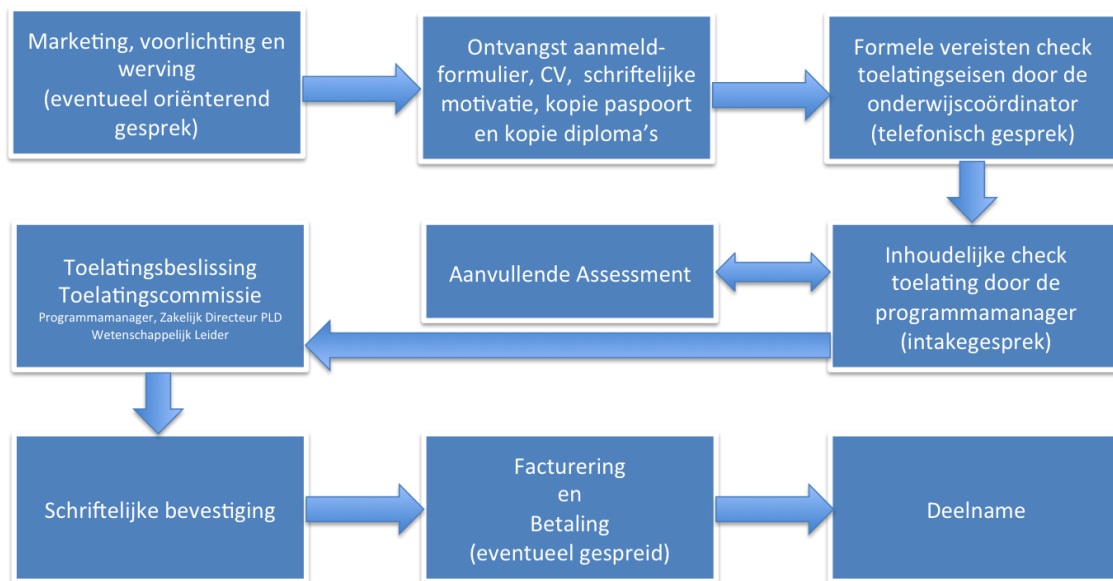 Marketing, voorlichting en
werving
(eventueel oriënterend
gesprek)
Ontvangst aanmeld-
formulier, CV, schriftelijke
motivatie, kopie paspoort
en kopie diploma’s
Formele vereisten check
toelatingseisen door de
onderwijscoördinator
(telefonisch gesprek)
Toelatingsbeslissing
Toelatingscommissie
Programmamanager, Zakelijk Directeur PLD
Wetenschappelijk Leider
Aanvullende Assessment
Inhoudelijke check
toelating door de
programmamanager
(intakegesprek)
Schriftelijke bevestiging
Facturering
en
Betaling
(eventueel gespreid)
Deelname